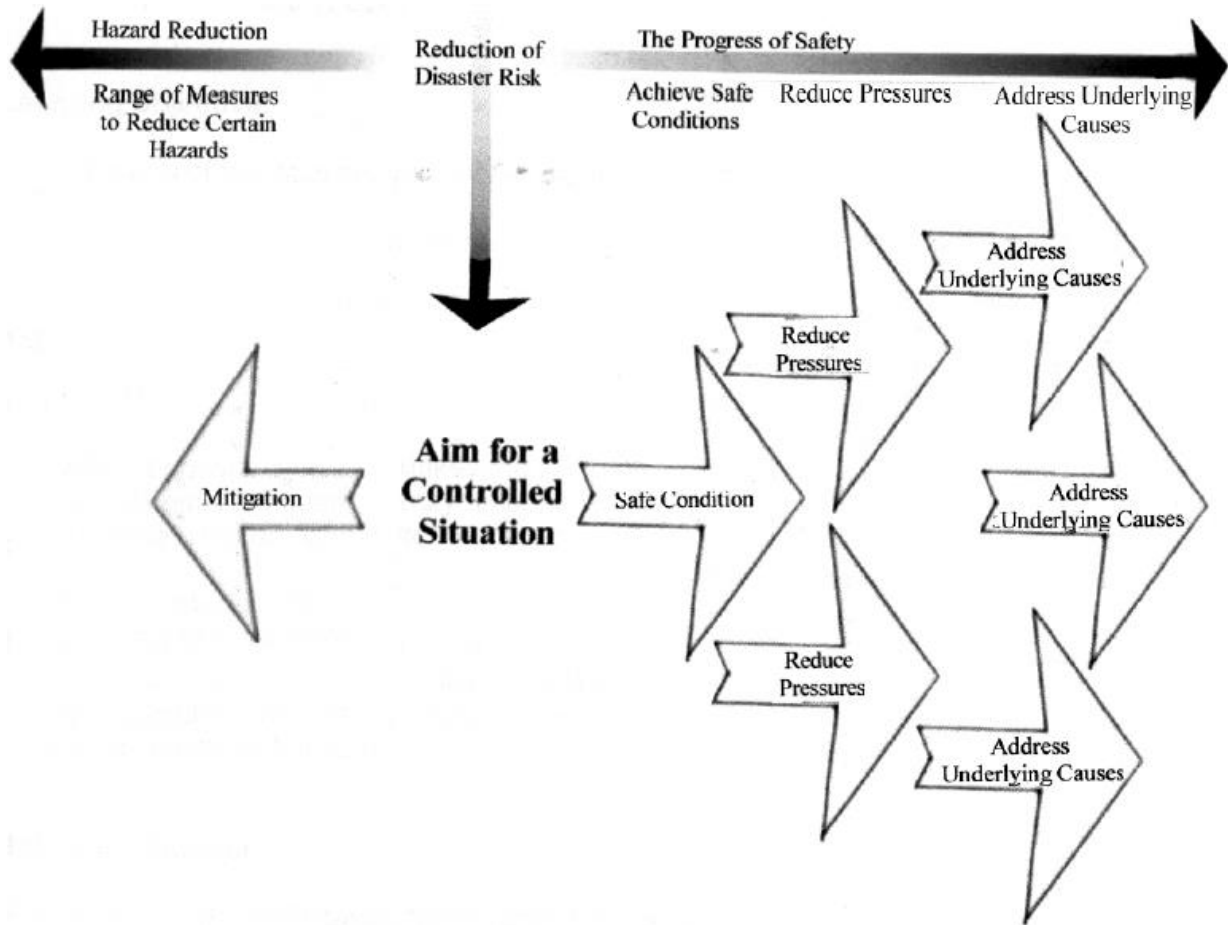 Hazard Reduction
Range of Measures
to Reduce Certain
Hazards
Reduction of
Disaster Risk
The Progress of Safety
Achieve Safe
Conditions
Reduce Pressures
Address Underlying
Causes
Address
Underlying Causes
Reduce
Pressures
Mitigation
Aim for a
Controlled
Situation
Safe Condition
Address
Underlying Causes
Reduce
Pressures
Address
Underlying Causes